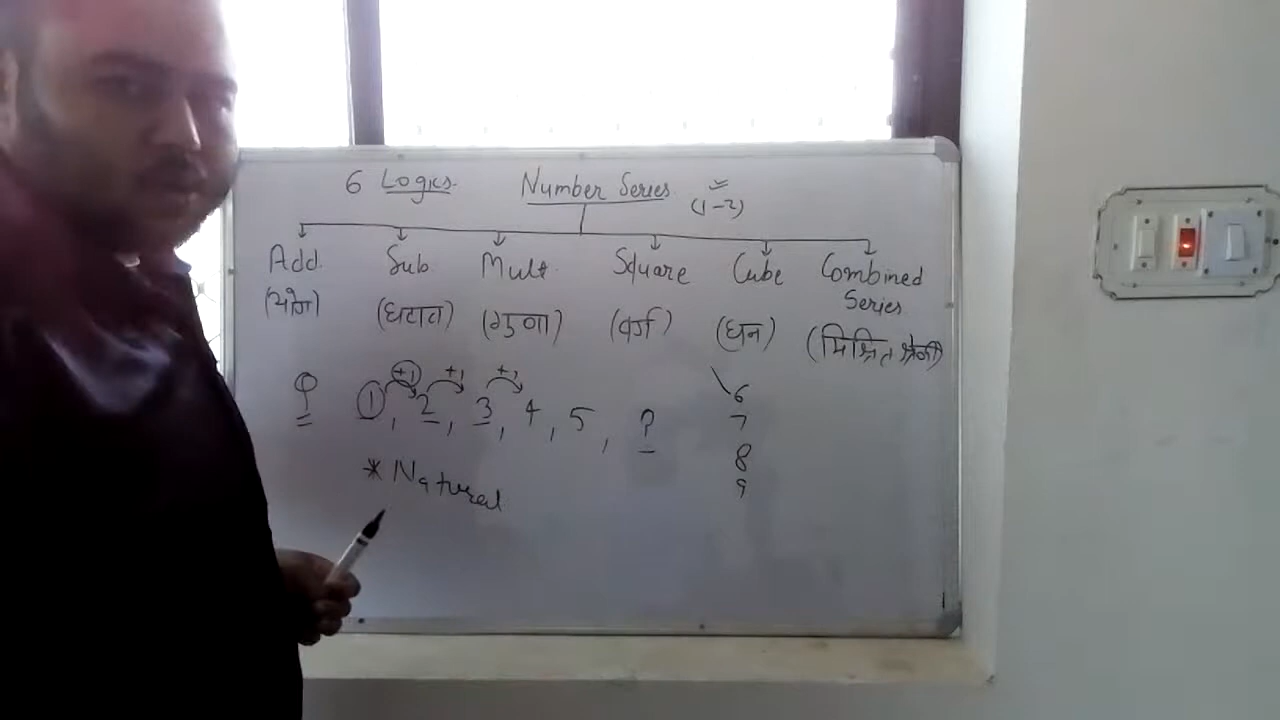 6 Logics Number Series (1-2)
Add. Sub Mult. Square Cube Combined Series
(योग) (घटाव) (गुणा) (वर्ग) (घन) (मिश्रित श्रेणी)
+1 +1 +1
Q 1, 2, 3, 4, 5, ?
6
7
8
9
* Natural